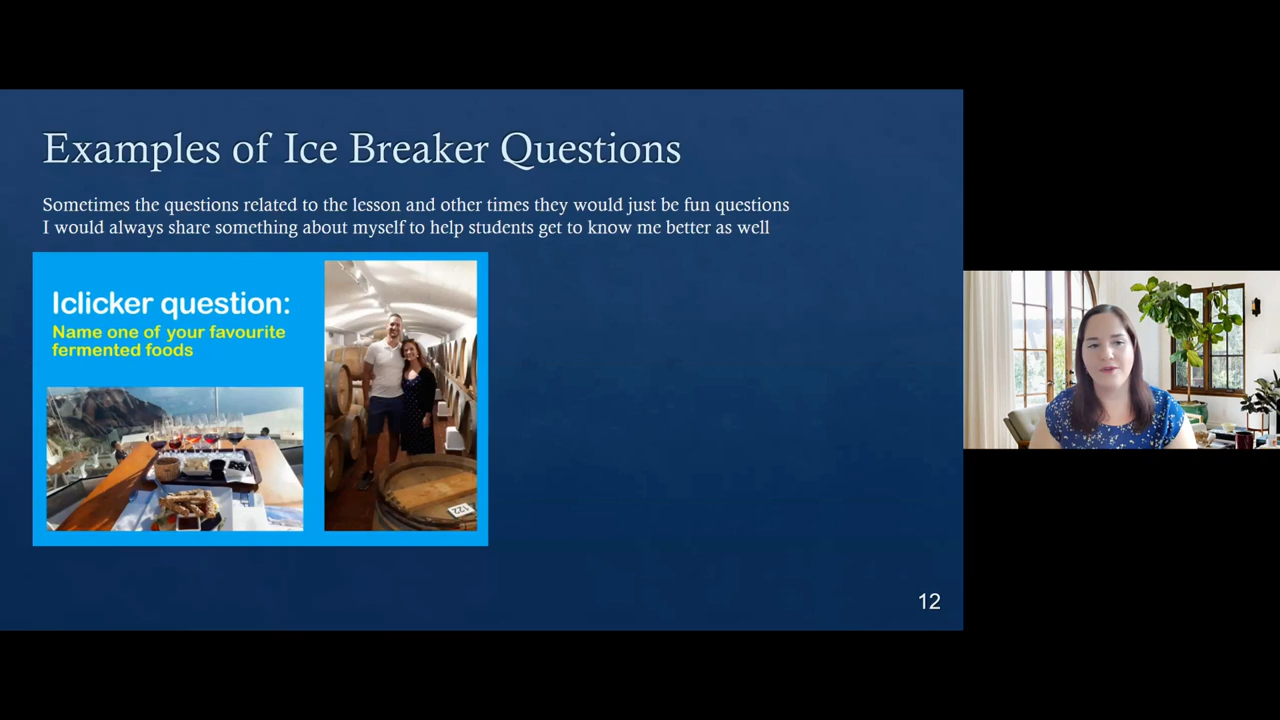 Examples of Ice Breaker Questions
Sometimes the questions related to the lesson and other times they would just be fun questions
I would always share something about myself to help students get to know me better as well
Iclicker question:
Name one of your favourite
fermented foods
122
12